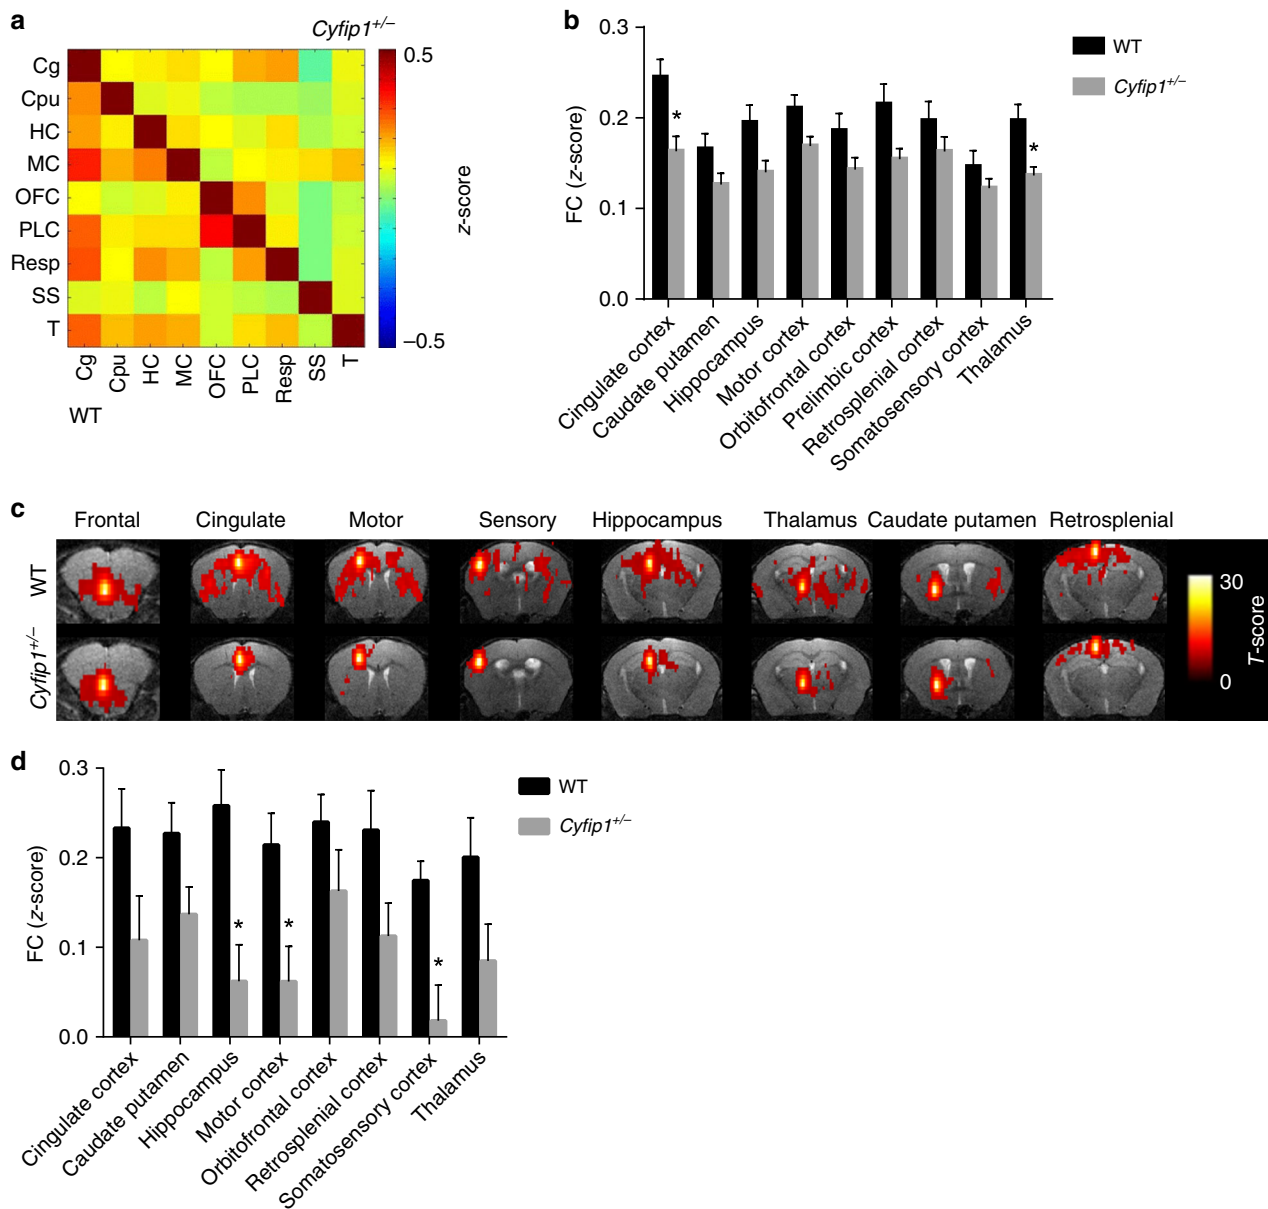 a
Cyfip1+/–
Cg
Cpu
HC
MC
OFC
PLC
Resp
SS
T
Cg Cpu HC MC OFC PLC Resp SS T
WT
0.5
–0.5
z-score
b
FC (z-score)
0.3
0.2
0.1
0.0
* *
WT
Cyfip1+/–
Cingulate cortex
Caudate putamen
Hippocampus
Motor cortex
Orbitofrontal cortex
Prelimbic cortex
Retrosplenial cortex
Somatosensory cortex
Thalamus
c
Frontal Cingulate Motor Sensory Hippocampus Thalamus Caudate putamen Retrosplenial
WT
Cyfip1+/–
30
0
T-score
d
FC (z-score)
0.3
0.2
0.1
0.0
* * *
WT
Cyfip1+/–
Cingulate cortex
Caudate putamen
Hippocampus
Motor cortex
Orbitofrontal cortex
Retrosplenial cortex
Somatosensory cortex
Thalamus